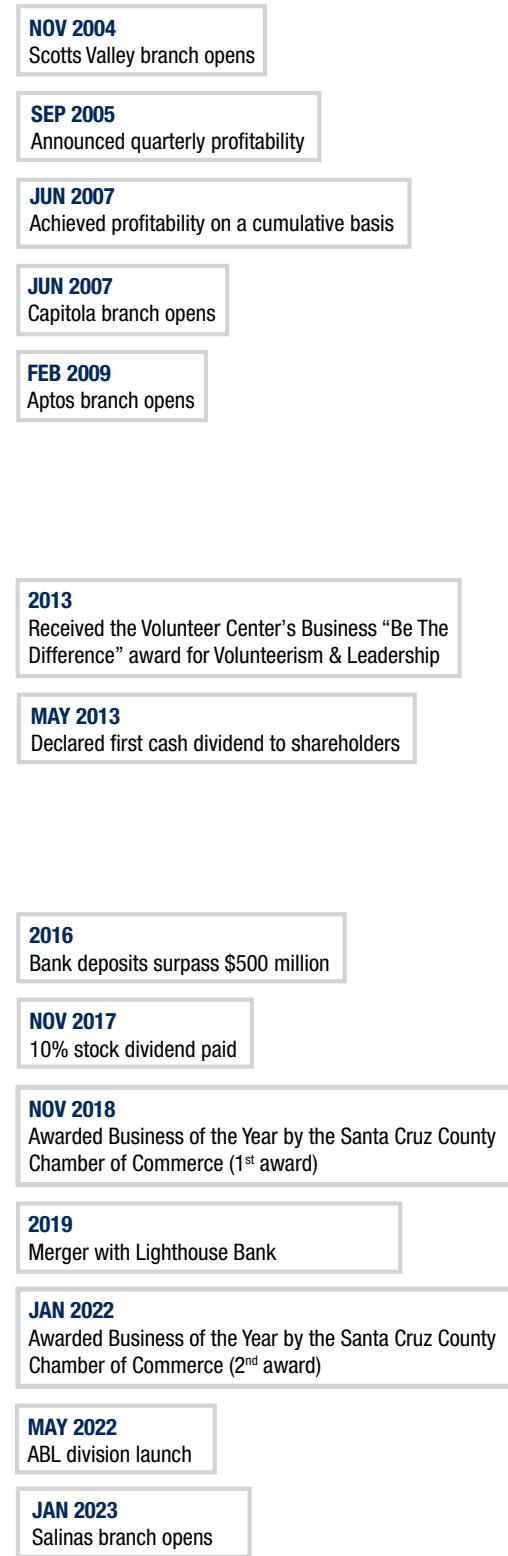 NOV 2004
Scotts Valley branch opens
SEP 2005
Announced quarterly profitability
JUN 2007
Achieved profitability on a cumulative basis
JUN 2007
Capitola branch opens
FEB 2009
Aptos branch opens
2013
Received the Volunteer Center’s Business “Be The
Difference” award for Volunteerism & Leadership
MAY 2013
Declared first cash dividend to shareholders
2016
Bank deposits surpass $500 million
NOV 2017
10% stock dividend paid
NOV 2018
Awarded Business of the Year by the Santa Cruz County
Chamber of Commerce (1st award)
2019
Merger with Lighthouse Bank
JAN 2022
Awarded Business of the Year by the Santa Cruz County
Chamber of Commerce (2nd award)
MAY 2022
ABL division launch
JAN 2023
Salinas branch opens